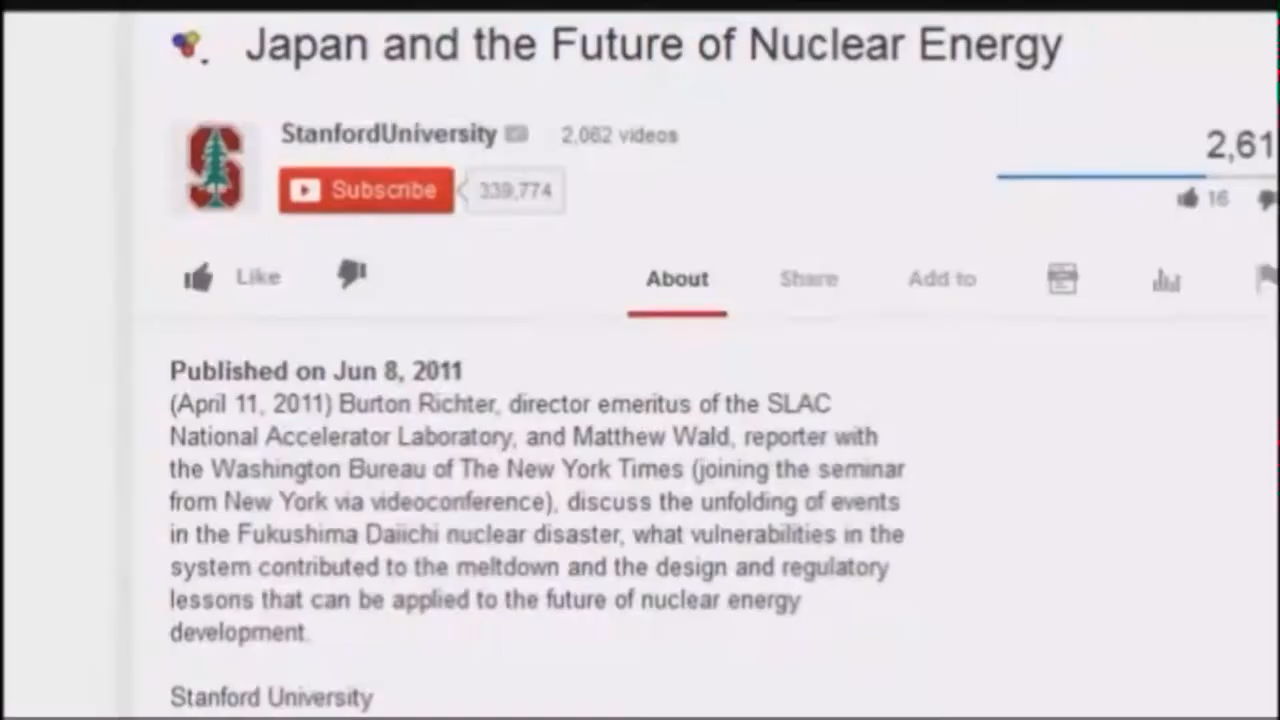 Japan and the Future of Nuclear Energy
StanfordUniversity 2,062 videos
Subscribe 339,774
2,61
16
Like
About Share Add to
Published on Jun 8, 2011
(April 11, 2011) Burton Richter, director emeritus of the SLAC
National Accelerator Laboratory, and Matthew Wald, reporter with
the Washington Bureau of The New York Times (joining the seminar
from New York via videoconference), discuss the unfolding of events
in the Fukushima Daiichi nuclear disaster, what vulnerabilities in the
system contributed to the meltdown and the design and regulatory
lessons that can be applied to the future of nuclear energy
development.
Stanford University